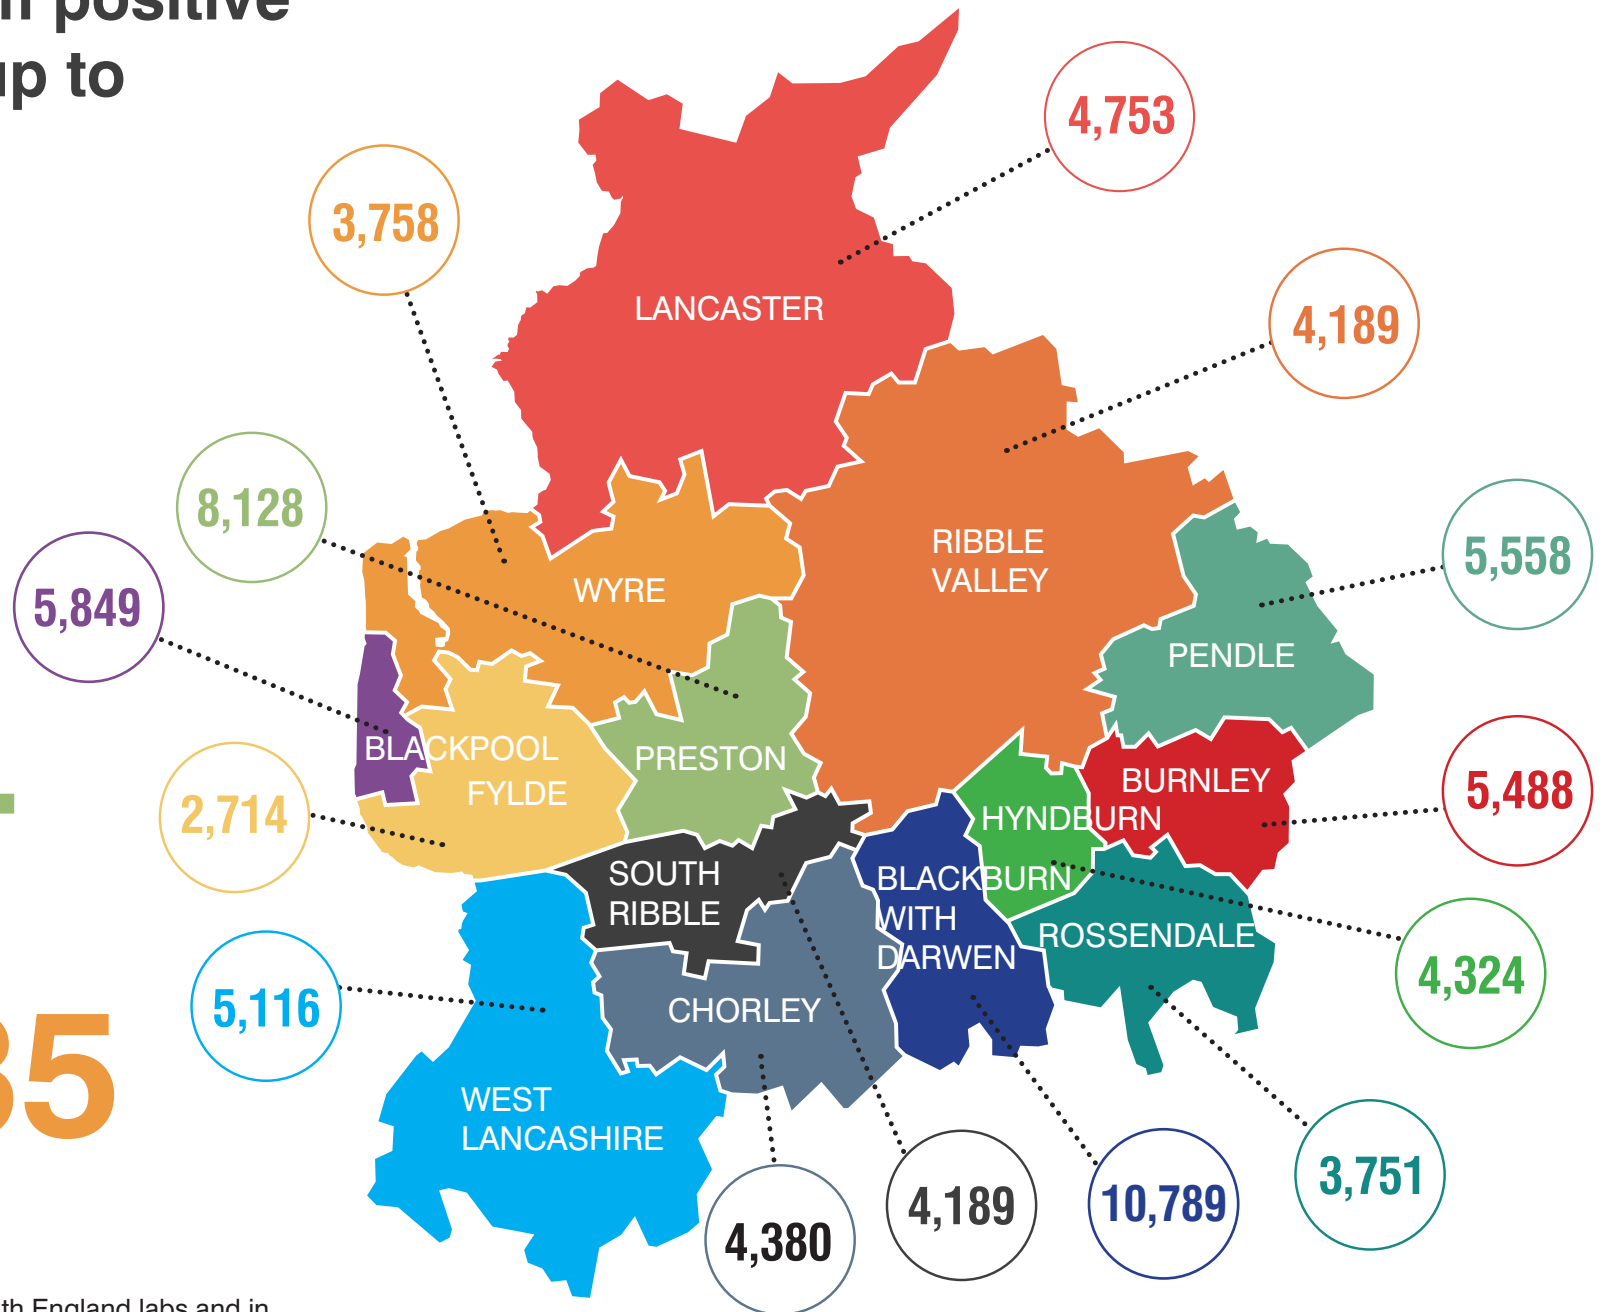 positive
up to
4,753
3,758
LANCASTER
4,189
8,128
RIBBLE
VALLEY
5,558
WYRE
5,849
PENDLE
BLACKPOOL
PRESTON
BURNLEY
5,488
FYLDE
2,714
HYNDBURN
SOUTH
RIBBLE
BLACKBURN
WITH
DARWEN
ROSSENDALE
4,324
5,116
CHORLEY
WEST
LANCASHIRE
35
4,380
4,189
10,789
3,751
England labs and in